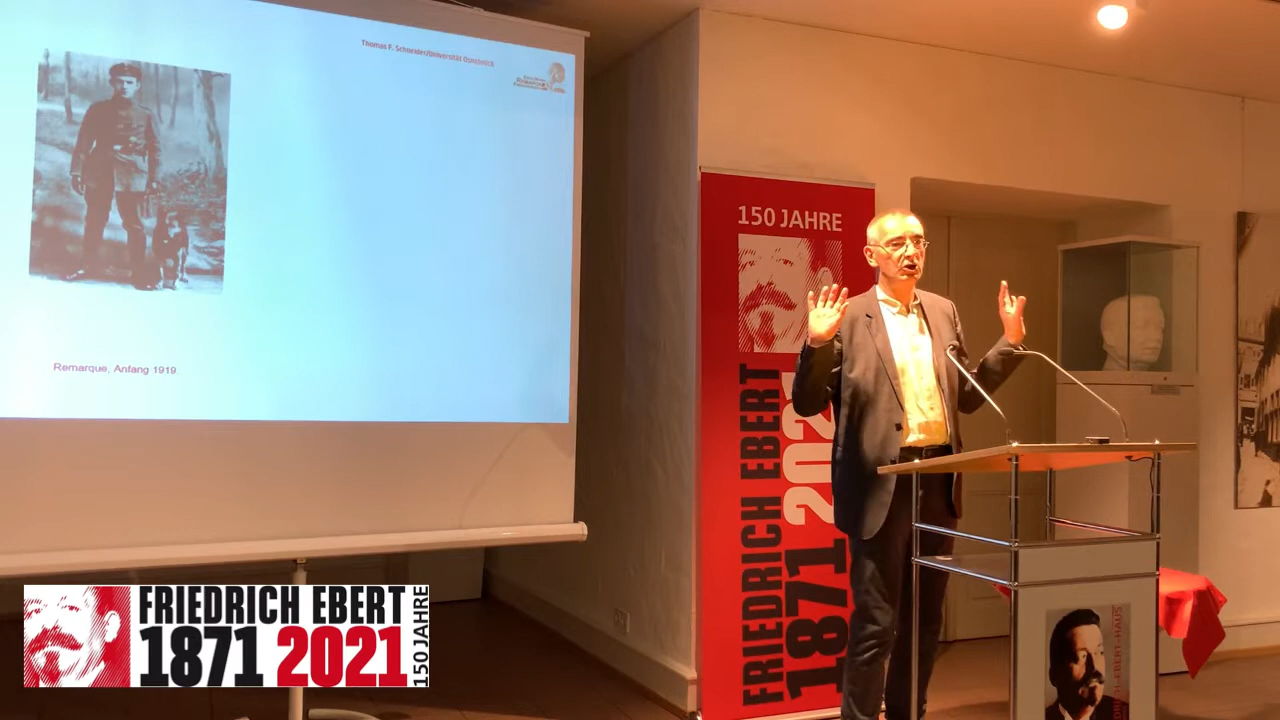 Thomas F. Schneider/Universität Osnabrück
Remarque, Anfang 1919
150 JAHRE
FRIEDRICH EBERT
1871 2021
FRIEDRICH EBERT
1871 2021
150 JAHRE